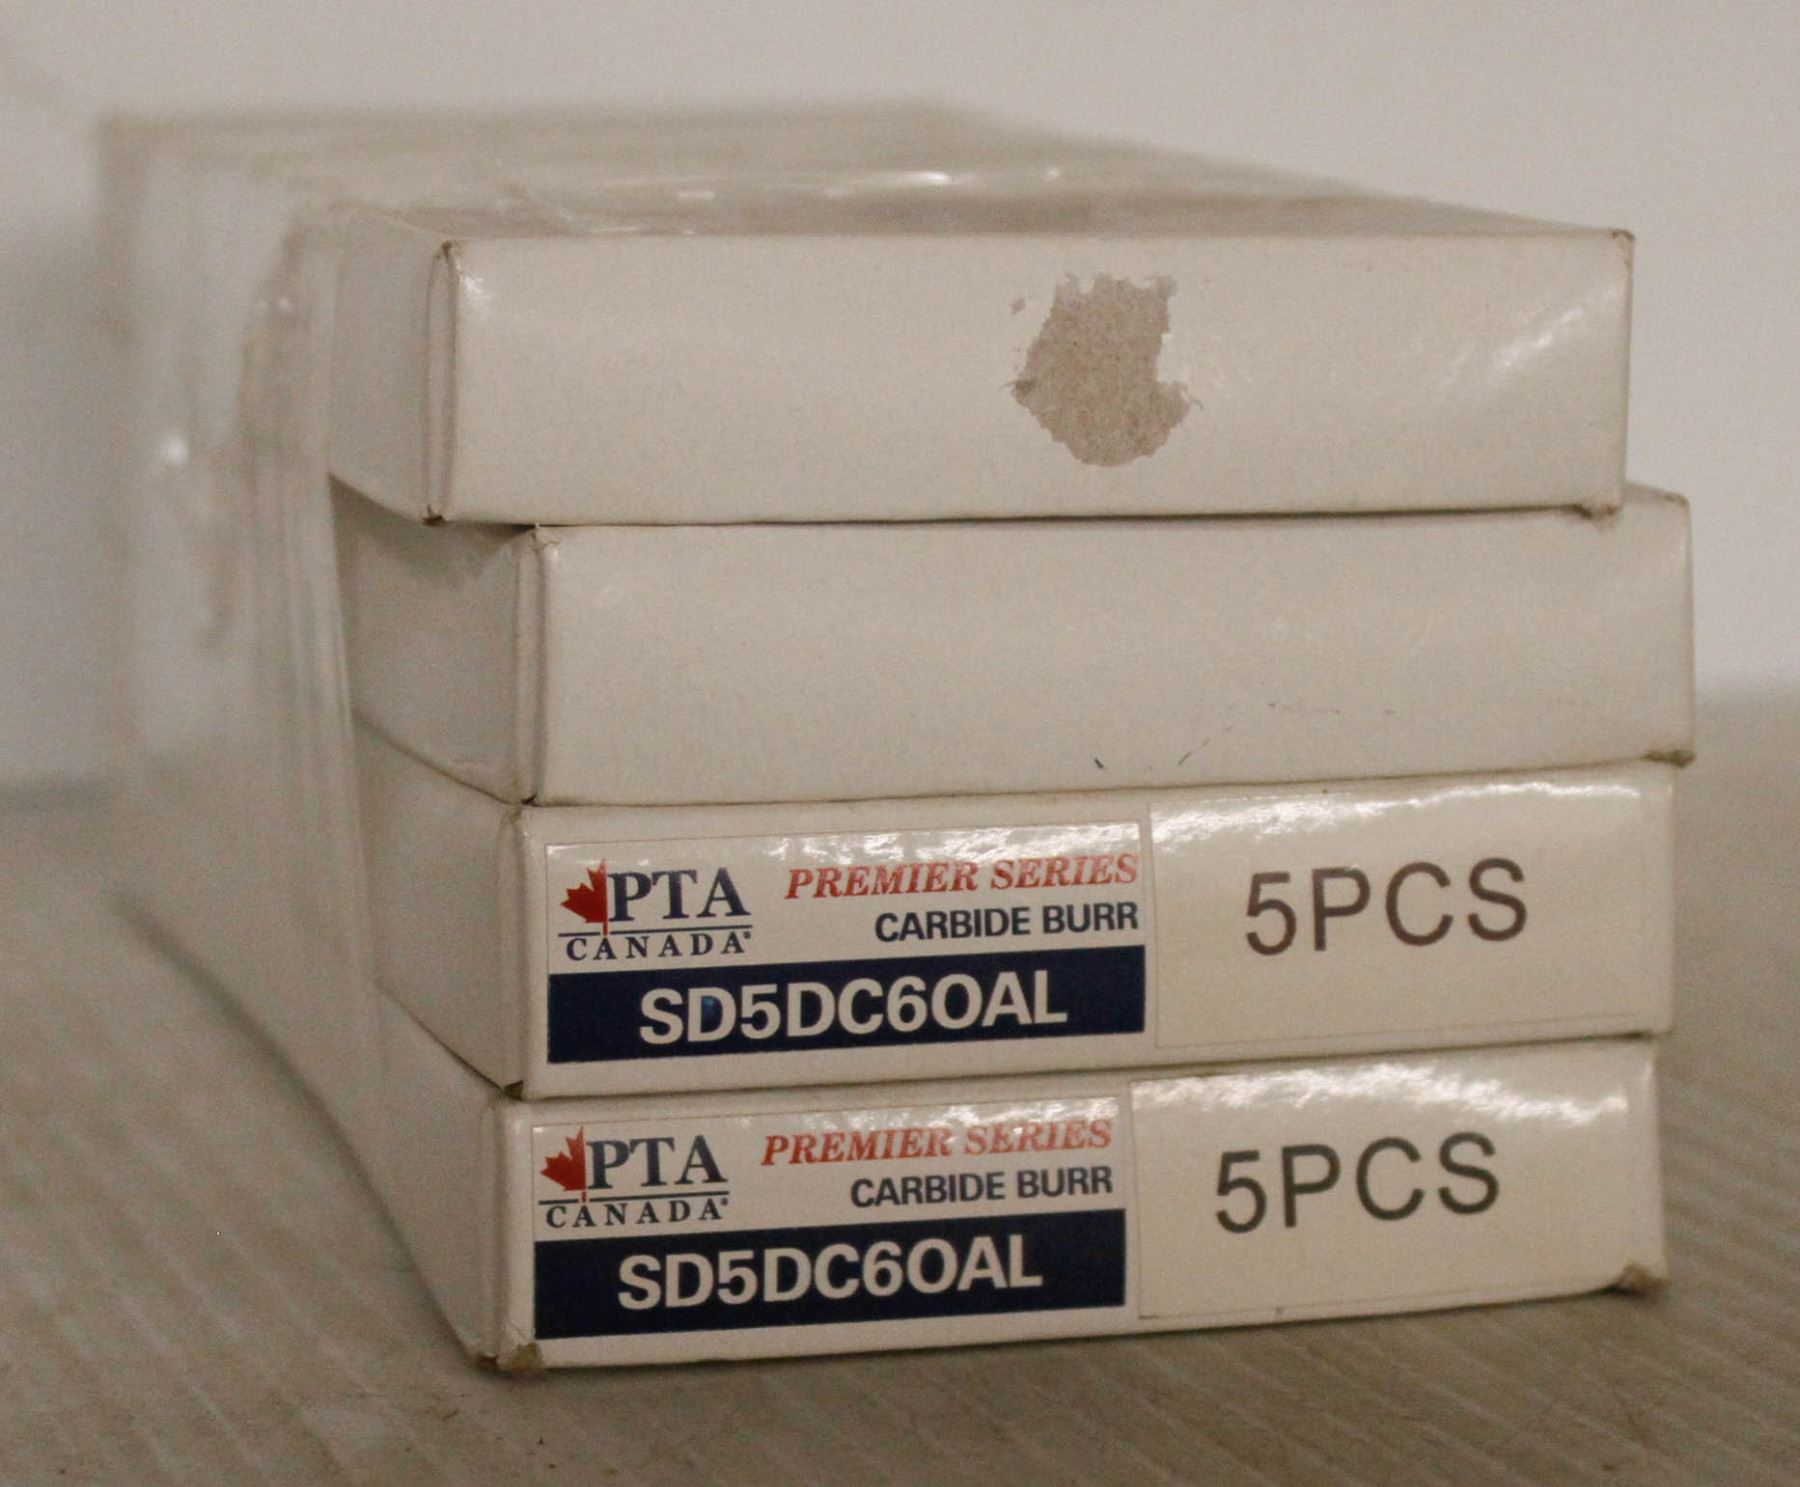 PTA
CANADA
PREMIER SERIES
CARBIDE BURR
SD5DC6OAL
5PCS
PTA
CANADA
PREMIER SERIES
CARBIDE BURR
SD5DC6OAL
5PCS